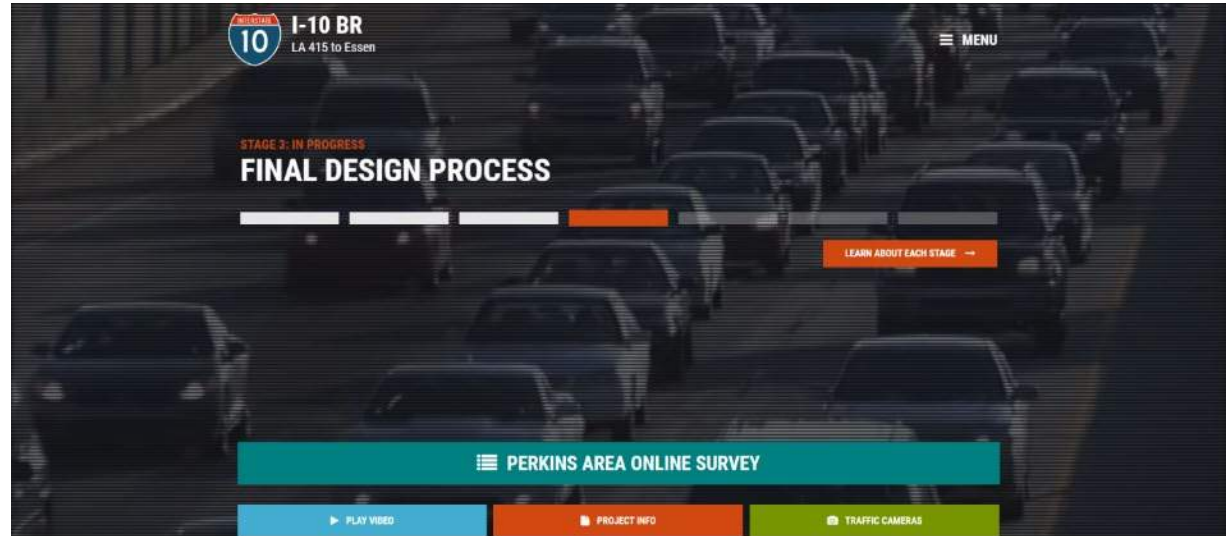 INTERSTATE
10
I-10 BR
LA 415 to Essen
MENU
STAGE 3: IN PROGRESS
FINAL DESIGN PROCESS
LEARN ABOUT EACH STAGE
PERKINS AREA ONLINE SURVEY
PLAY VIDEO
PROJECT INFO
TRAFFIC CAMERAS